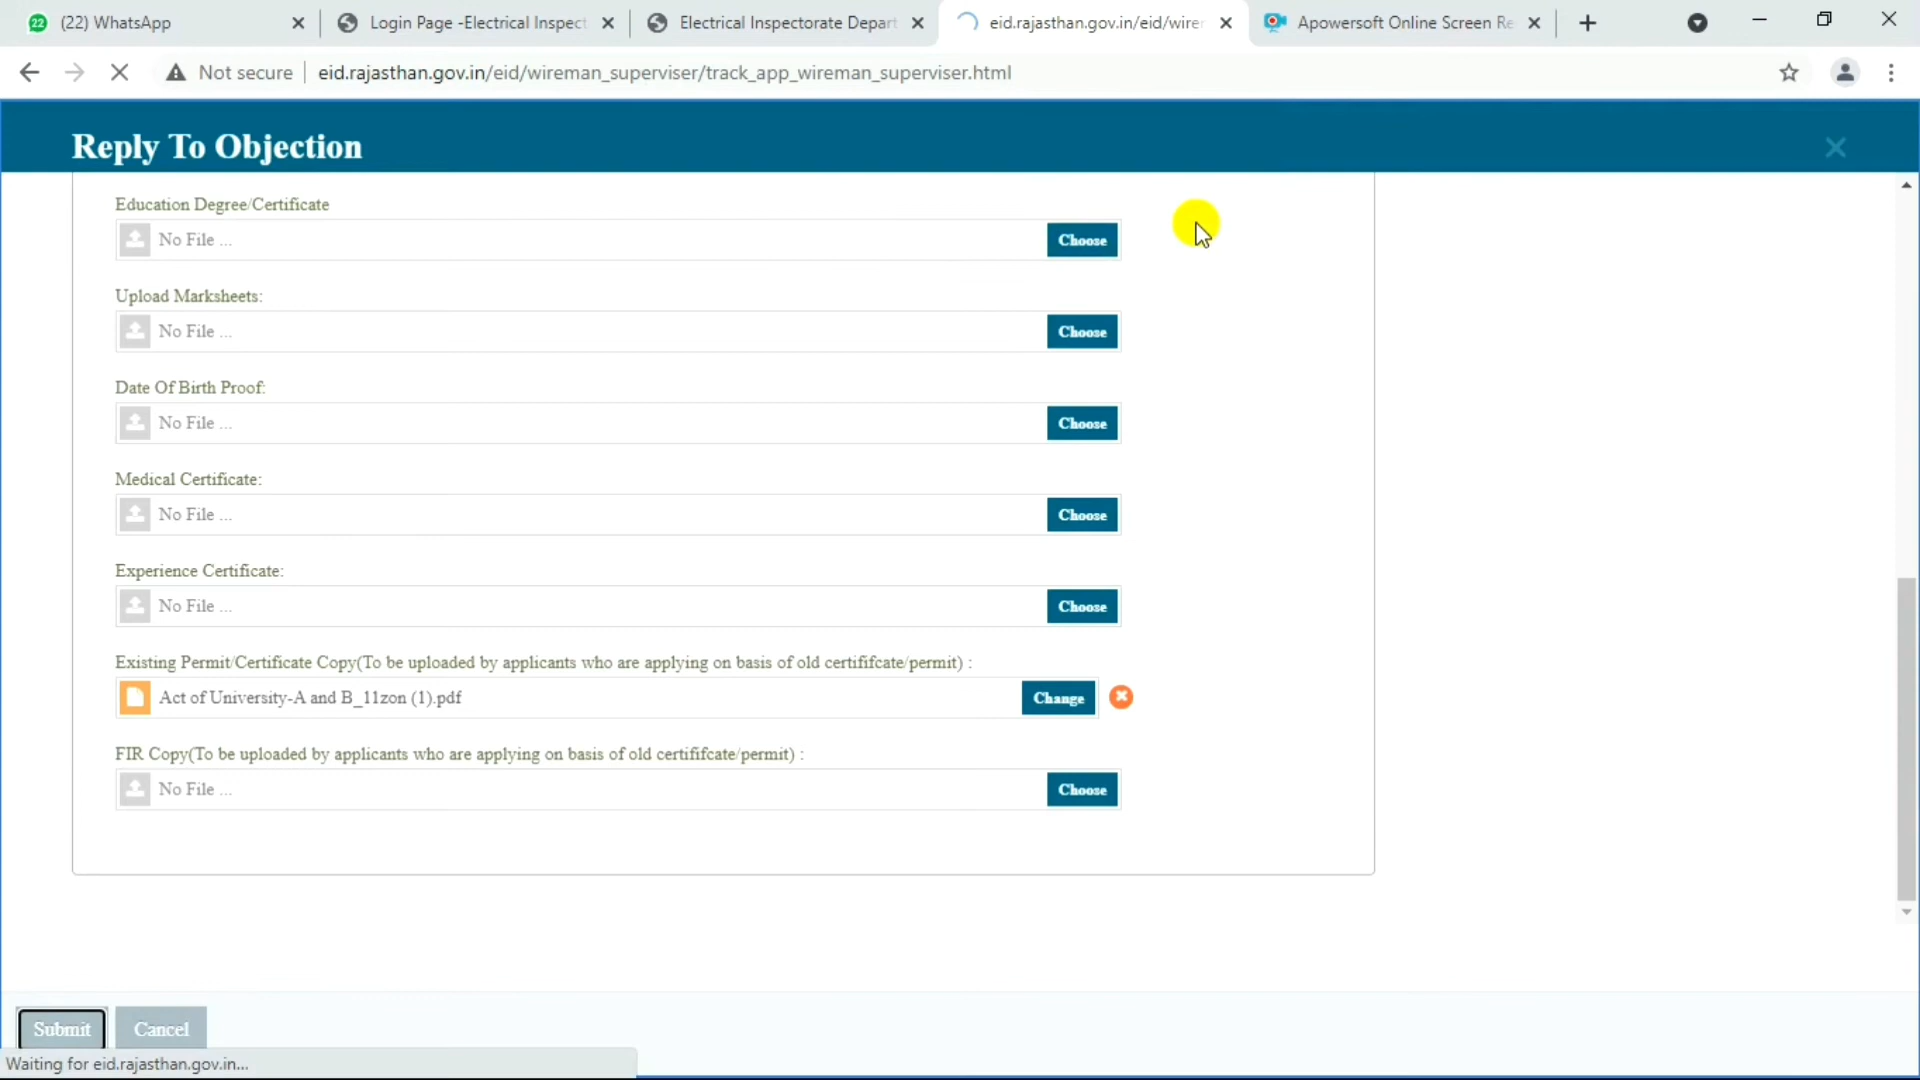 22 (22) WhatsApp
Login Page -Electrical Inspect
Electrical Inspectorate Depart
eid.rajasthan.gov.in/eid/wirer
Apowersoft Online Screen Re
Not secure
eid.rajasthan.gov.in/eid/wireman_superviser/track_app_wireman_superviser.html
Reply To Objection
Education Degree/Certificate
No File ...
Choose
Upload Marksheets:
No File ...
Choose
Date Of Birth Proof:
No File ...
Choose
Medical Certificate:
No File ...
Choose
Experience Certificate:
No File ...
Choose
Existing Permit/Certificate Copy(To be uploaded by applicants who are applying on basis of old certififcate/permit) :
Act of University-A and B_11zon (1).pdf
Change
FIR Copy(To be uploaded by applicants who are applying on basis of old certififcate/permit) :
No File ...
Choose
Submit
Cancel
Waiting for eid.rajasthan.gov.in...